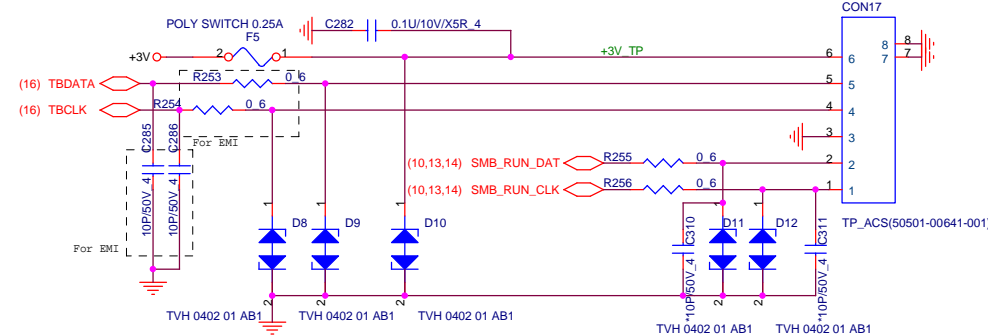 CON17
POLY SWITCH 0.25A
F5
C282 0.1U/10V/X5R_4
+3V 2 1 +3V_TP 6 6 8 8
7 7
(16) TBDATA R253 0_6 5 5
(16) TBCLK R254 0_6 4 4
C285 C286
For EMI
3 3
(10,13,14) SMB_RUN_DAT R255 0_6 2 2
(10,13,14) SMB_RUN_CLK R256 0_6 1 1
10P/50V_4 10P/50V_4
1 1 1 1 1
D8 D9 D10 C310 D11 D12 C311 TP_ACS(50501-00641-001)
For EMI
*10P/50V_4 *10P/50V_4
2 2 2 2 2
TVH 0402 01 AB1 TVH 0402 01 AB1 TVH 0402 01 AB1
TVH 0402 01 AB1 TVH 0402 01 AB1